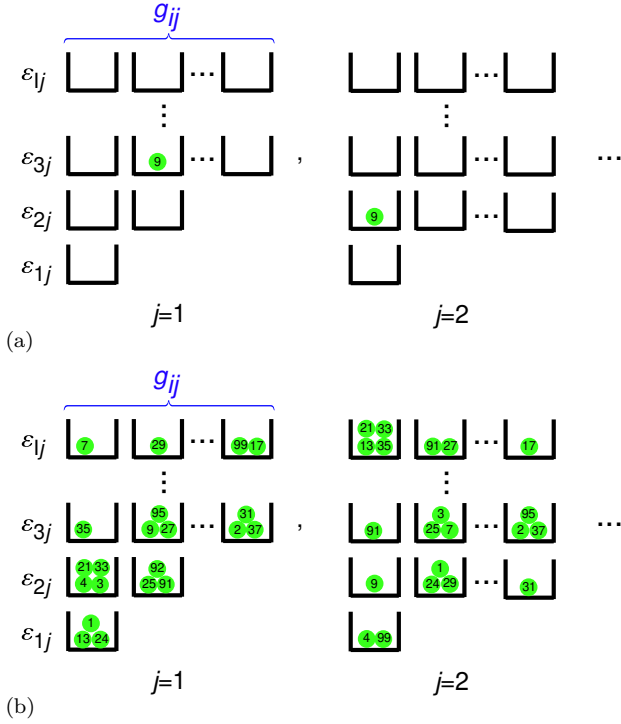 g_ij
ε_lj ... ...
⋮ ⋮
ε_3j 9 ... , ... ...
ε_2j 9 ...
ε_1j
j=1 j=2
(a)
g_ij
ε_lj 7 29 ... 99 17 21 33 13 35 91 27 ... 17
⋮ ⋮
ε_3j 35 95 9 27 ... 31 2 37 , 91 3 25 7 ... 95 2 37 ...
ε_2j 21 33 4 3 92 25 91 9 1 24 29 ... 31
ε_1j 1 13 24 4 99
j=1 j=2
(b)